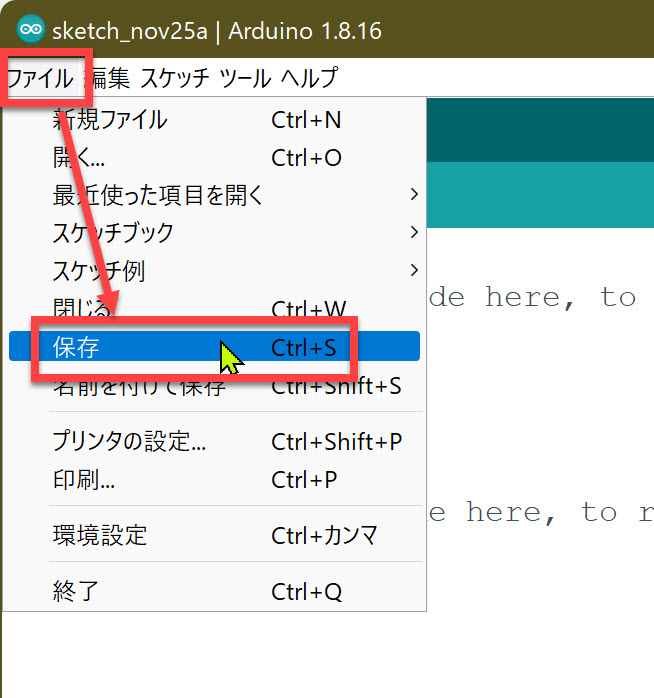 sketch_nov25a | Arduino 1.8.16
ファイル 編集 スケッチ ツール ヘルプ
新規ファイル Ctrl+N
開く... Ctrl+O
最近使った項目を開く
スケッチブック
スケッチ例
de here, to
閉じる Ctrl+W
保存 Ctrl+S
名前を付けて保存 Ctrl+Shift+S
プリンタの設定... Ctrl+Shift+P
印刷... Ctrl+P
e here, to r
環境設定 Ctrl+カンマ
終了 Ctrl+Q